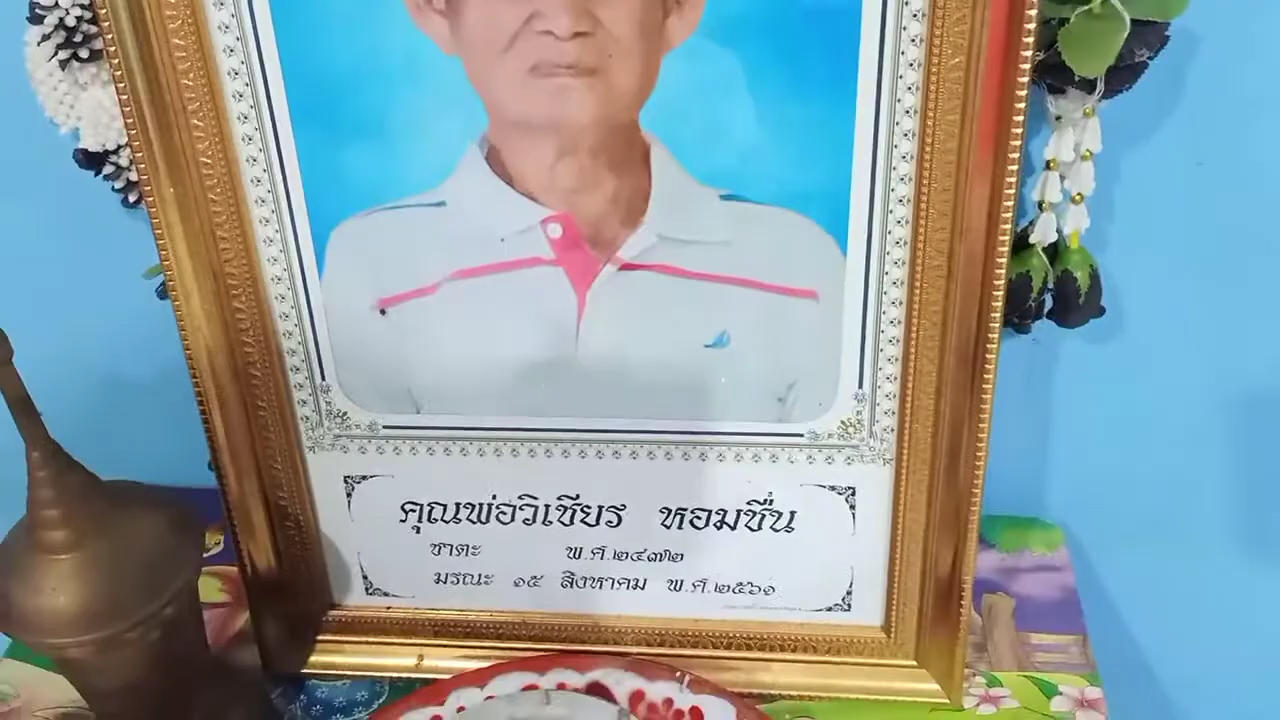 คุณพ่อวิเชียร หอมชื่น
ชาตะ พ.ศ.๒๔๗๒
มรณะ ๑๕ สิงหาคม พ.ศ.๒๕๖๑